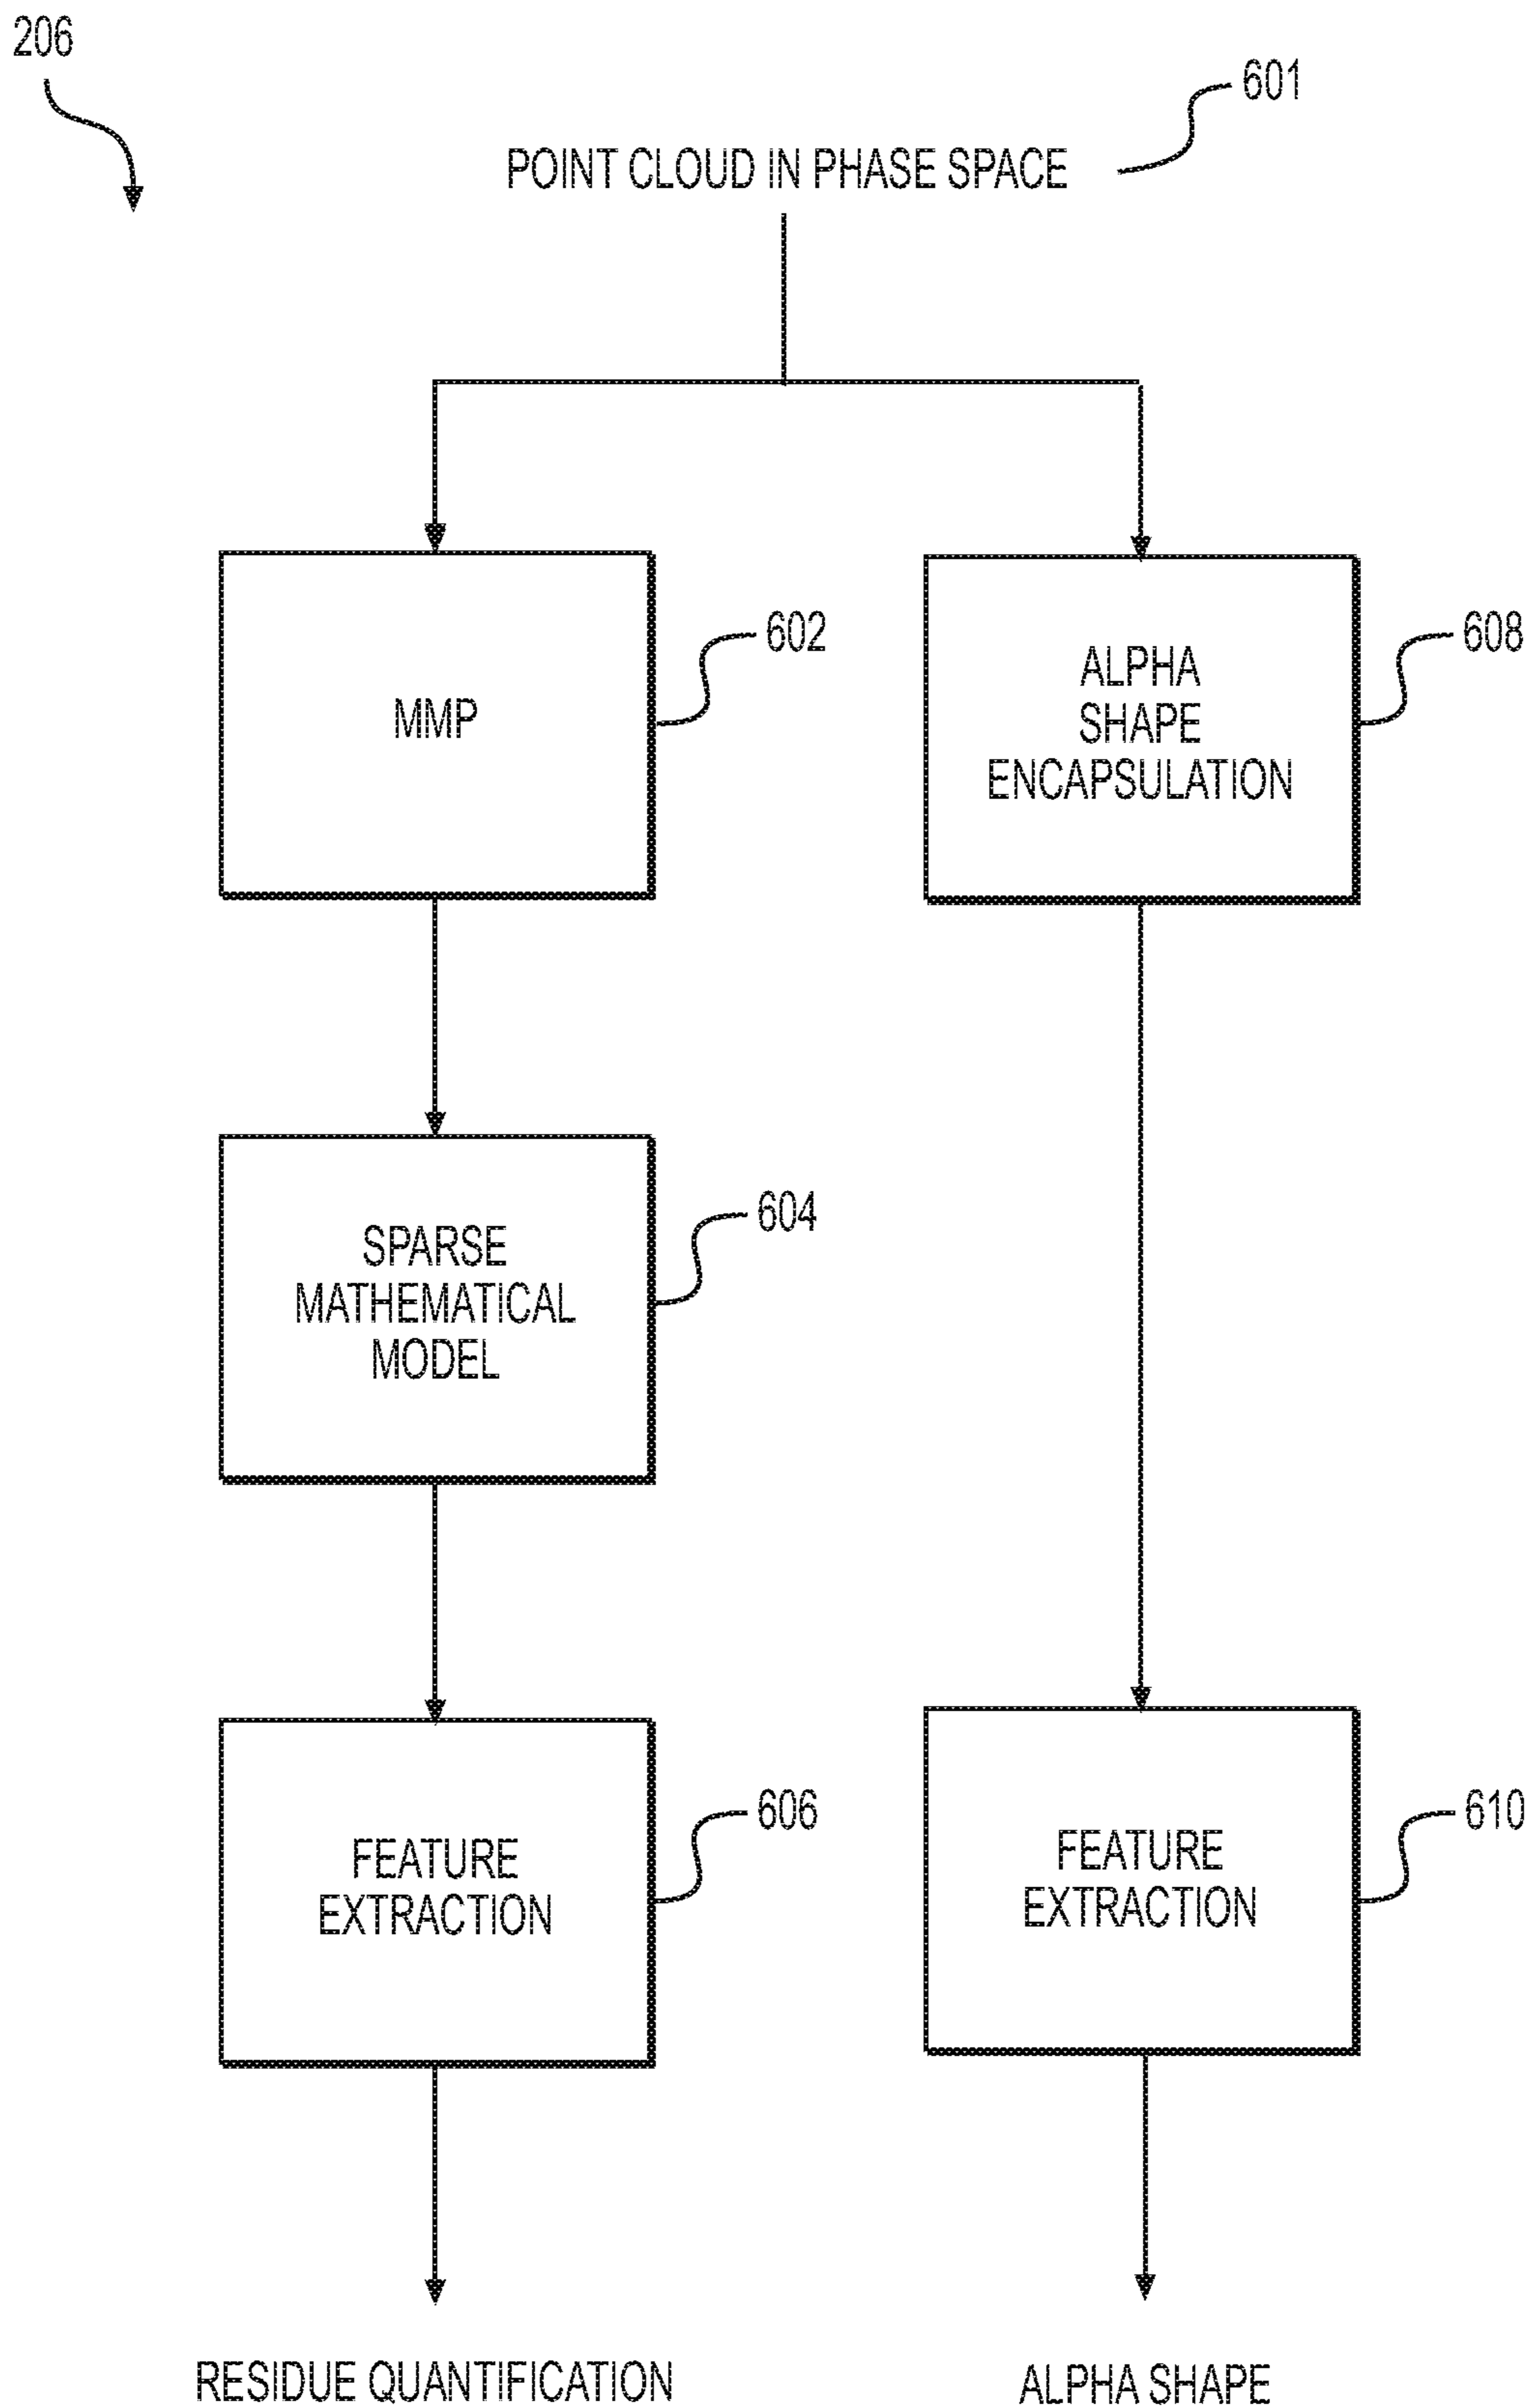 206
601
POINT CLOUD IN PHASE SPACE
602
MMP
608
ALPHA
SHAPE
ENCAPSULATION
604
SPARSE
MATHEMATICAL
MODEL
606
FEATURE
EXTRACTION
610
FEATURE
EXTRACTION
RESIDUE QUANTIFICATION
ALPHA SHAPE